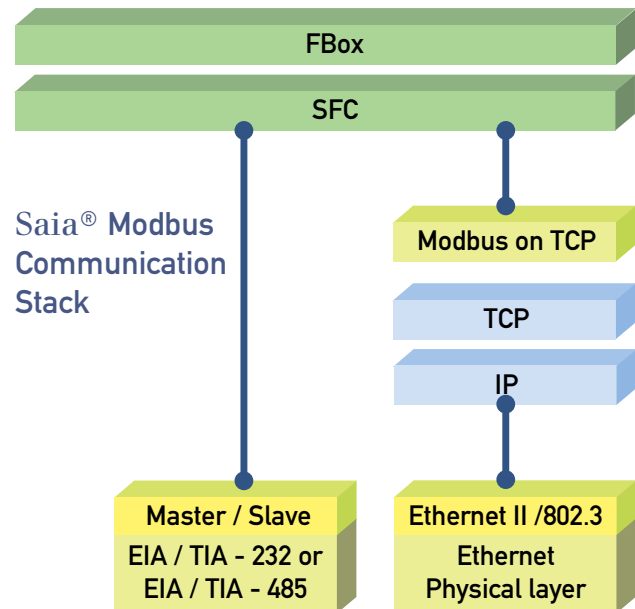 FBox
SFC
Saia® Modbus
Communication
Stack
Modbus on TCP
TCP
IP
Master / Slave
EIA / TIA - 232 or
EIA / TIA - 485
Ethernet II /802.3
Ethernet
Physical layer